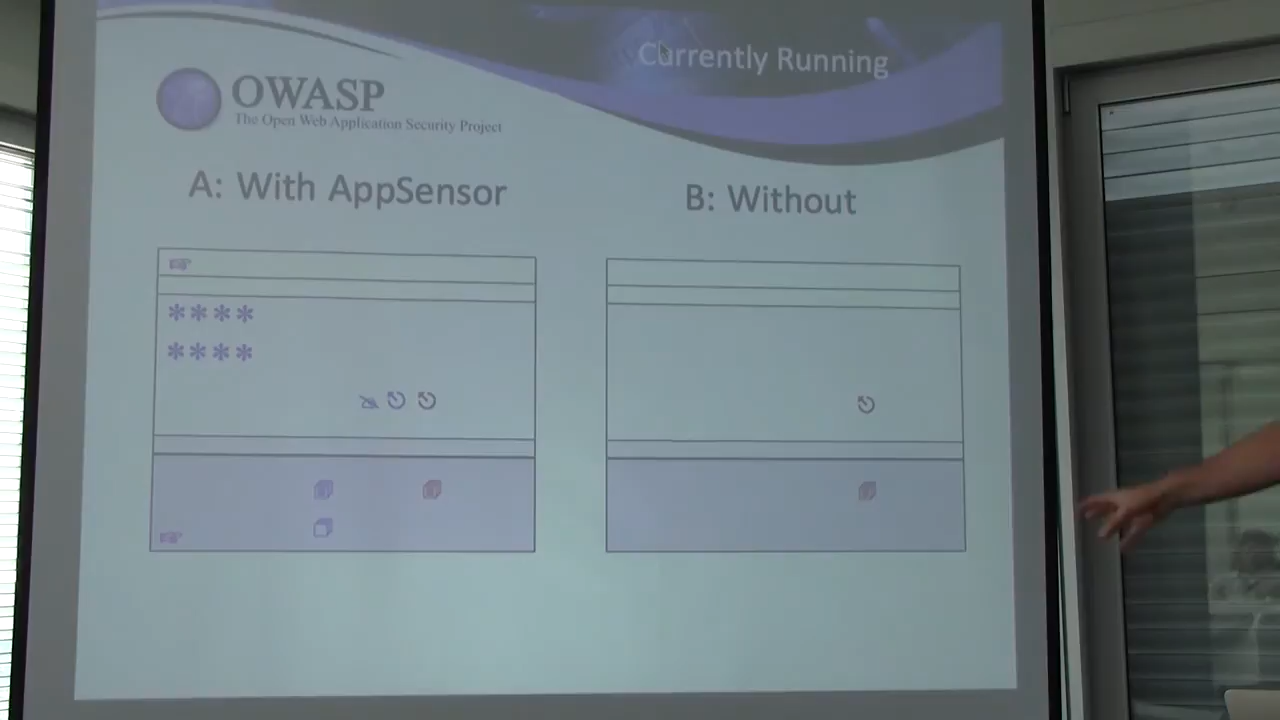 Currently Running
OWASP
The Open Web Application Security Project
A: With AppSensor
B: Without
****
****